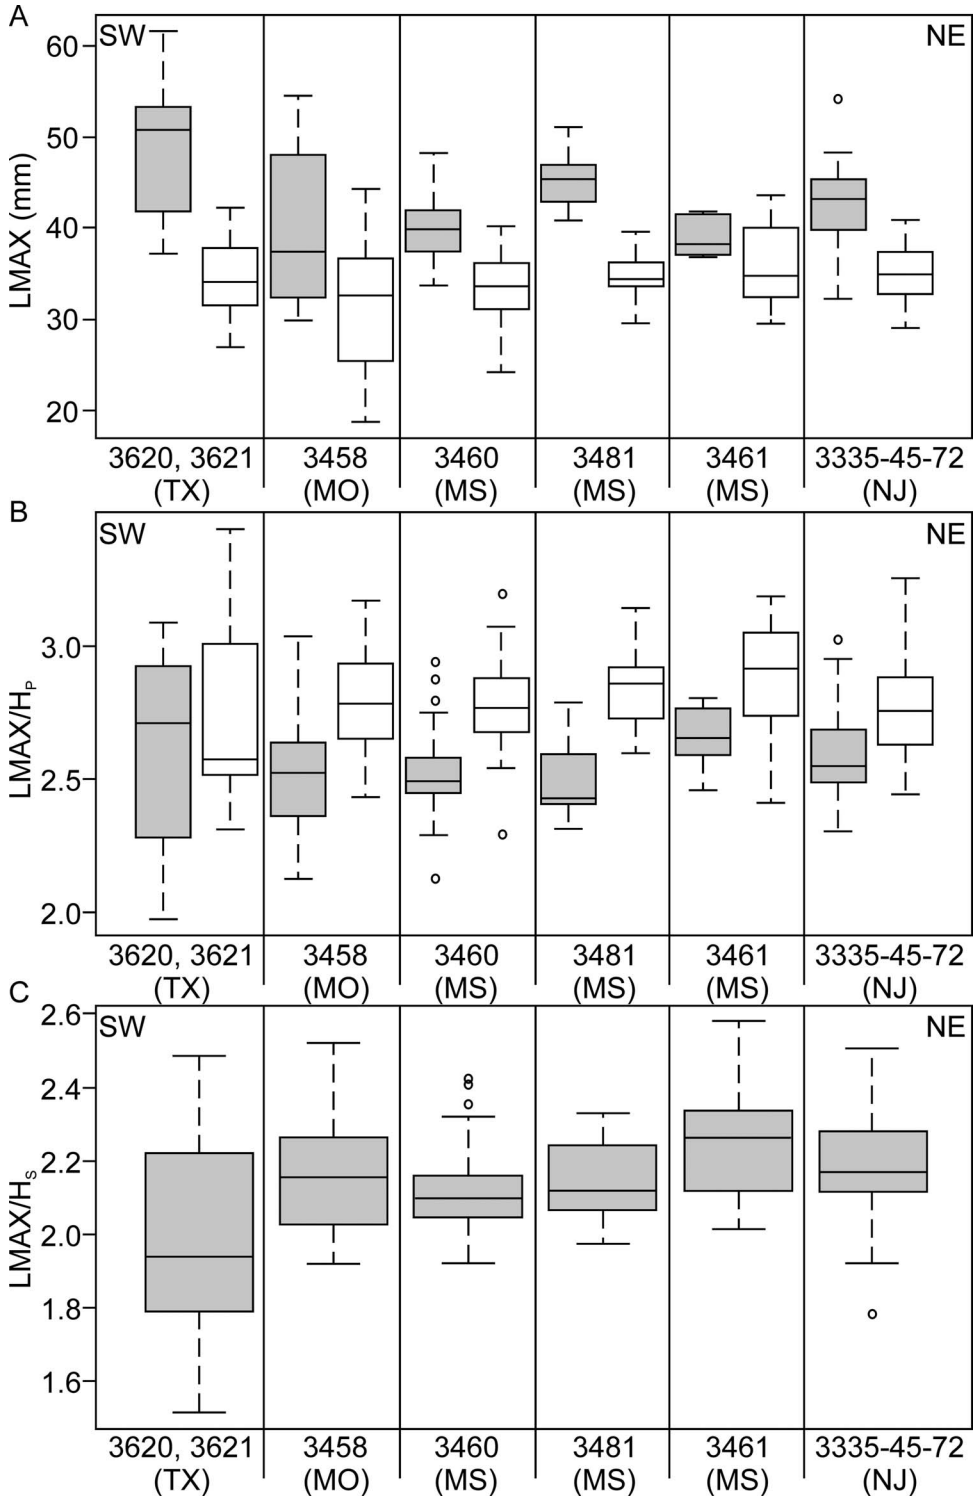 A
SW NE
60
50
40
30
20
LMAX (mm)
3620, 3621 3458 3460 3481 3461 3335-45-72
(TX) (MO) (MS) (MS) (MS) (NJ)
B
SW NE
3.0
2.5
2.0
LMAX/HP
3620, 3621 3458 3460 3481 3461 3335-45-72
(TX) (MO) (MS) (MS) (MS) (NJ)
C
SW NE
2.6
2.4
2.2
2.0
1.8
1.6
LMAX/HS
3620, 3621 3458 3460 3481 3461 3335-45-72
(TX) (MO) (MS) (MS) (MS) (NJ)